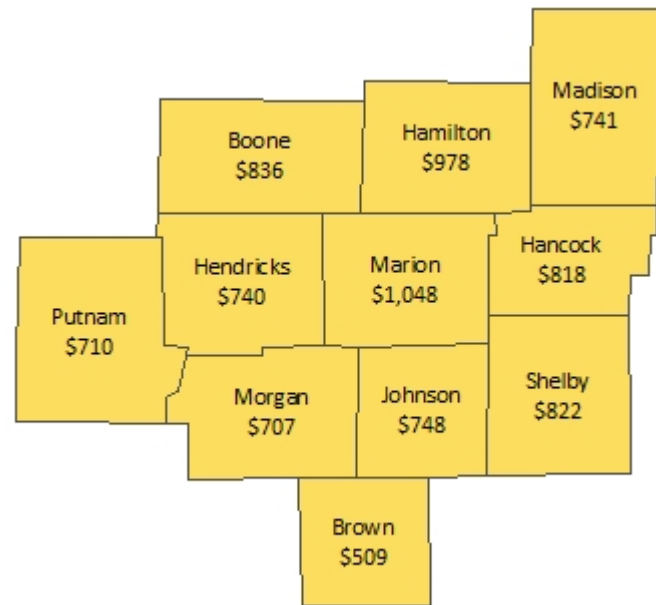 Madison
$741
Hamilton
$978
Boone
$836
Hancock
$818
Hendricks
$740
Marion
$1,048
Putnam
$710
Shelby
$822
Morgan
$707
Johnson
$748
Brown
$509